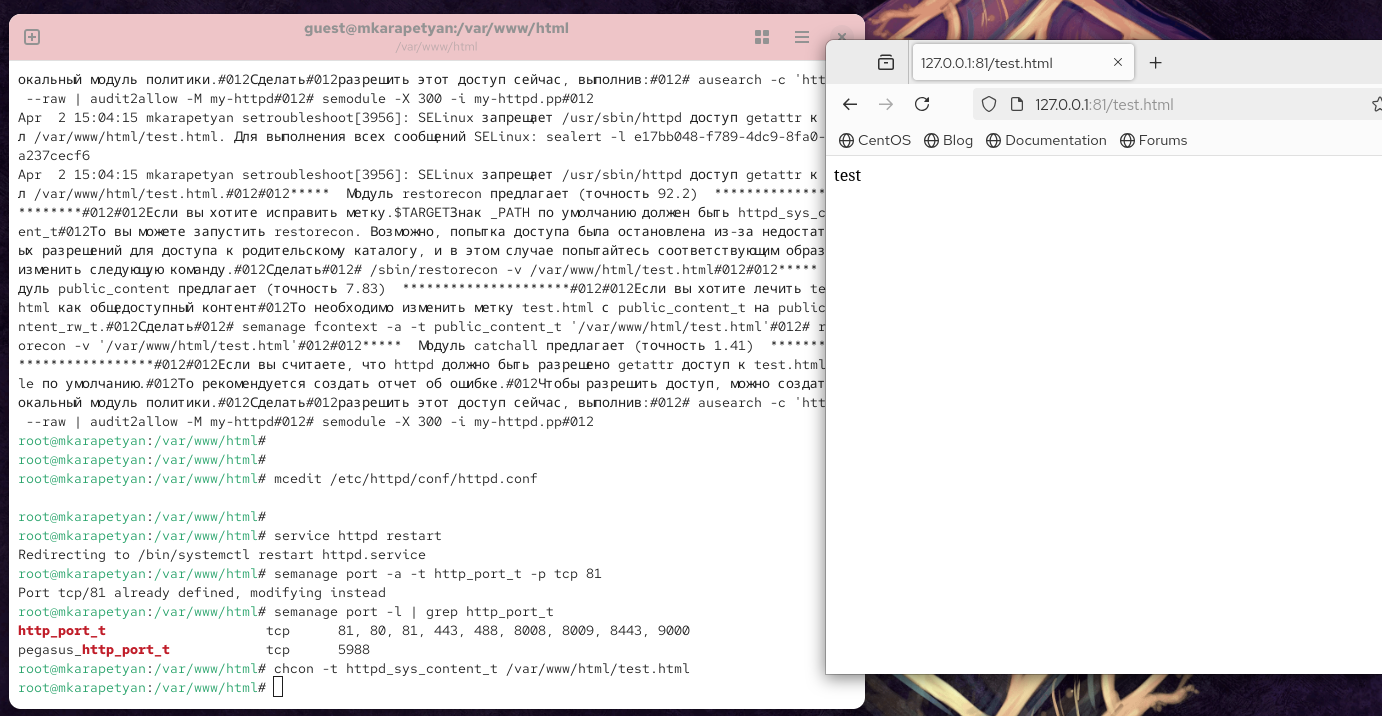 guest@mkarapetyan:/var/www/html
/var/www/html
окальный модуль политики.#012Сделать#012разрешить этот доступ сейчас, выполнив:#012# ausearch -c 'htt
--raw | audit2allow -M my-httpd#012# semodule -X 300 -i my-httpd.pp#012
Apr  2 15:04:15 mkarapetyan setroubleshoot[3956]: SELinux запрещает /usr/sbin/httpd доступ getattr к
л /var/www/html/test.html. Для выполнения всех сообщений SELinux: sealert -l e17bb048-f789-4dc9-8fa0-
a237cecf6
Apr  2 15:04:15 mkarapetyan setroubleshoot[3956]: SELinux запрещает /usr/sbin/httpd доступ getattr к
л /var/www/html/test.html.#012#012*****  Модуль restorecon предлагает (точность 92.2)  **************
********#012#012Если вы хотите исправить метку.$TARGETЗнак _PATH по умолчанию должен быть httpd_sys_c
ent_t#012То вы можете запустить restorecon. Возможно, попытка доступа была остановлена из-за недостат
ых разрешений для доступа к родительскому каталогу, и в этом случае попытайтесь соответствующим образ
изменить следующую команду.#012Сделать#012# /sbin/restorecon -v /var/www/html/test.html#012#012*****
дуль public_content предлагает (точность 7.83)  *********************#012#012Если вы хотите лечить te
html как общедоступный контент#012То необходимо изменить метку test.html с public_content_t на public
ntent_rw_t.#012Сделать#012# semanage fcontext -a -t public_content_t '/var/www/html/test.html'#012# r
orecon -v '/var/www/html/test.html'#012#012*****  Модуль catchall предлагает (точность 1.41)  *******
*****************#012#012Если вы считаете, что httpd должно быть разрешено getattr доступ к test.html
le по умолчанию.#012То рекомендуется создать отчет об ошибке.#012Чтобы разрешить доступ, можно создат
окальный модуль политики.#012Сделать#012разрешить этот доступ сейчас, выполнив:#012# ausearch -c 'htt
--raw | audit2allow -M my-httpd#012# semodule -X 300 -i my-httpd.pp#012
root@mkarapetyan:/var/www/html#
root@mkarapetyan:/var/www/html#
root@mkarapetyan:/var/www/html# mcedit /etc/httpd/conf/httpd.conf
root@mkarapetyan:/var/www/html#
root@mkarapetyan:/var/www/html# service httpd restart
Redirecting to /bin/systemctl restart httpd.service
root@mkarapetyan:/var/www/html# semanage port -a -t http_port_t -p tcp 81
Port tcp/81 already defined, modifying instead
root@mkarapetyan:/var/www/html# semanage port -l | grep http_port_t
http_port_t                    tcp      81, 80, 81, 443, 488, 8008, 8009, 8443, 9000
pegasus_http_port_t            tcp      5988
root@mkarapetyan:/var/www/html# chcon -t httpd_sys_content_t /var/www/html/test.html
root@mkarapetyan:/var/www/html#
127.0.0.1:81/test.html
127.0.0.1:81/test.html
CentOS Blog Documentation Forums
test